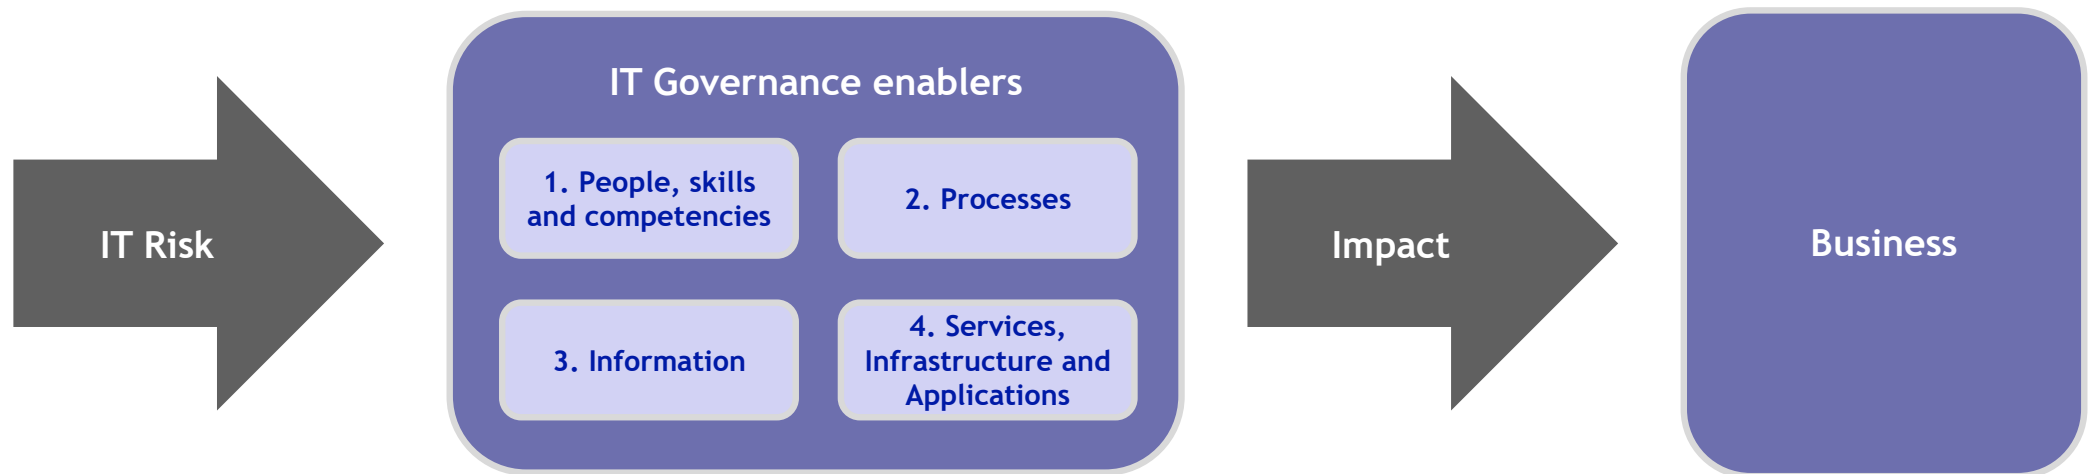 IT Governance enablers
1. People, skills
and competencies
2. Processes
IT Risk
3. Information
4. Services,
Infrastructure and
Applications
Impact
Business